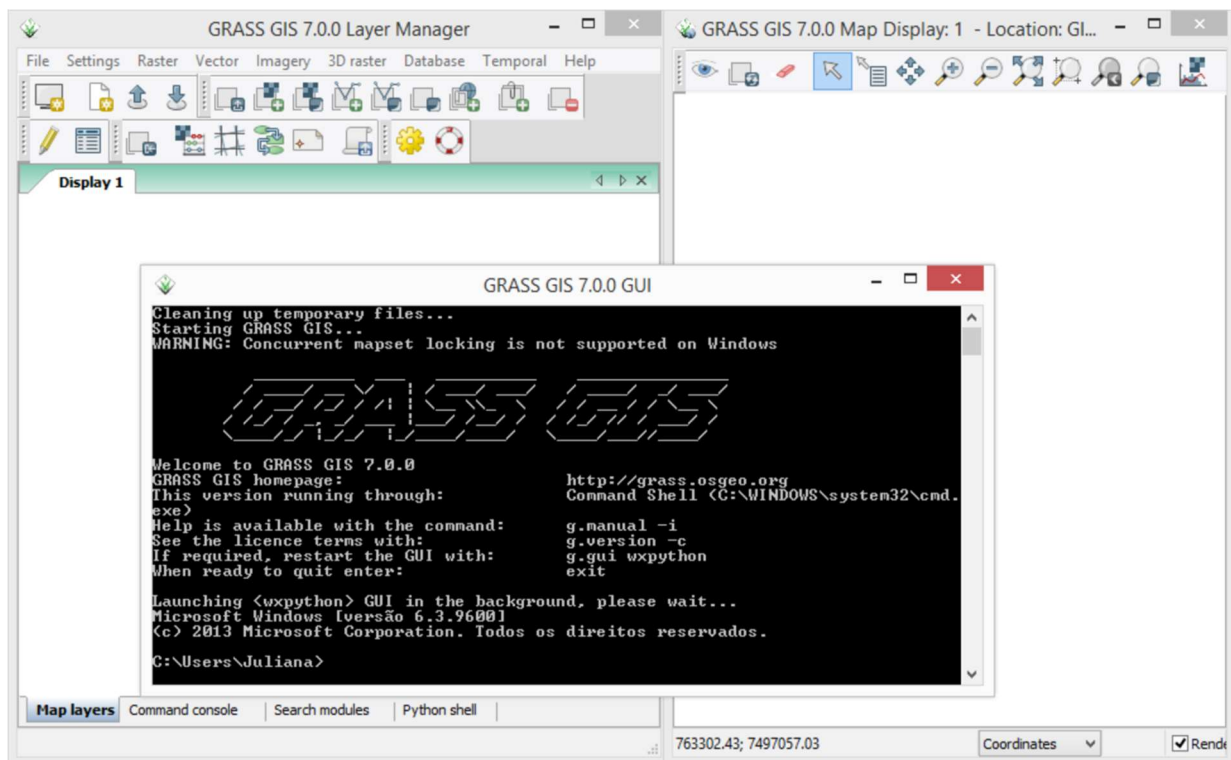 GRASS GIS 7.0.0 Layer Manager
File Settings Raster Vector Imagery 3D raster Database Temporal Help
Display 1
GRASS GIS 7.0.0 Map Display: 1 - Location: GI...
GRASS GIS 7.0.0 GUI
Cleaning up temporary files...
Starting GRASS GIS...
WARNING: Concurrent mapset locking is not supported on Windows
GRASS GIS
Welcome to GRASS GIS 7.0.0
GRASS GIS homepage: http://grass.osgeo.org
This version running through: Command Shell (C:\WINDOWS\system32\cmd.
exe)
Help is available with the command: g.manual -i
See the licence terms with: g.version -c
If required, restart the GUI with: g.gui wxpython
When ready to quit enter: exit
Launching <wxpython> GUI in the background, please wait...
Microsoft Windows [versão 6.3.9600]
(c) 2013 Microsoft Corporation. Todos os direitos reservados.
C:\Users\Juliana>
Map layers Command console Search modules Python shell
763302.43; 7497057.03 Coordinates Rende